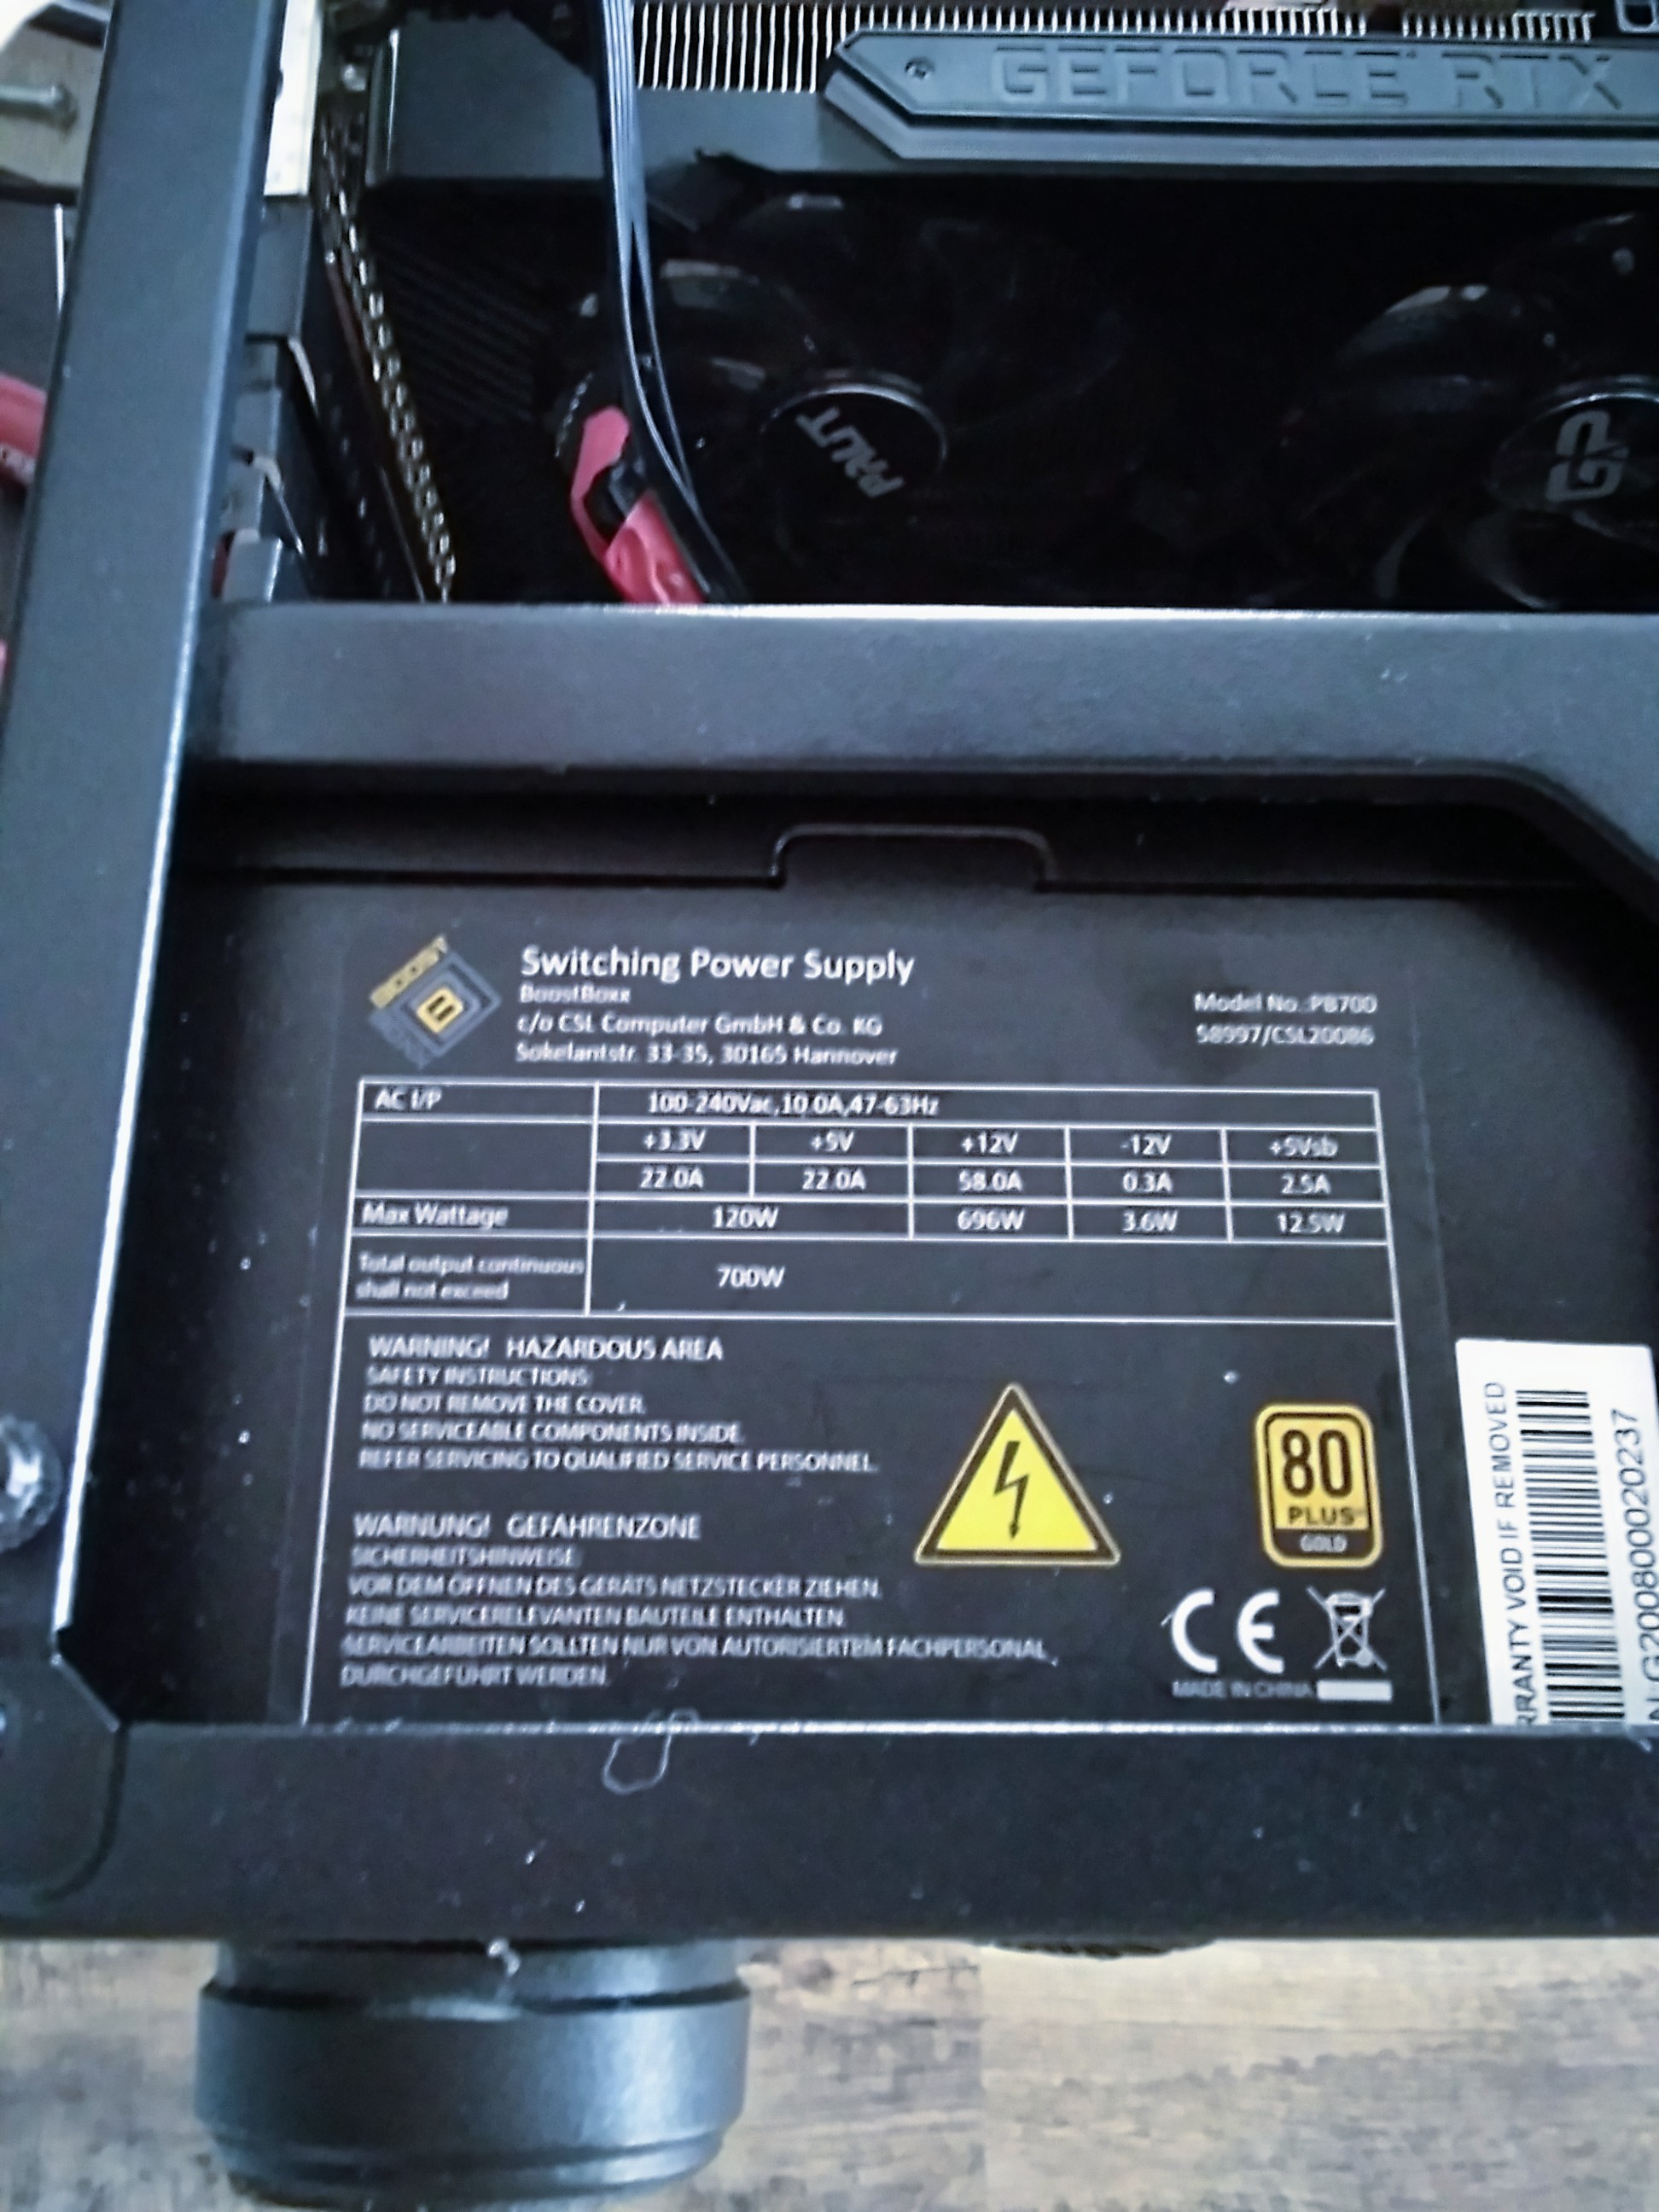 GEFORCE RTX
PALIT
GP
BOOST
B
Switching Power Supply
BoostBoxx
c/o CSL Computer GmbH & Co. KG
Sokelantstr. 33-35, 30165 Hannover
Model No.:PB700
58997/CSL20086
AC I/P 100-240Vac,10.0A,47-63Hz
+3.3V +5V +12V -12V +5Vsb
22.0A 22.0A 58.0A 0.3A 2.5A
Max Wattage 120W 696W 3.6W 12.5W
Total output continuous
shall not exceed 700W
WARNING! HAZARDOUS AREA
SAFETY INSTRUCTIONS:
DO NOT REMOVE THE COVER.
NO SERVICEABLE COMPONENTS INSIDE.
REFER SERVICING TO QUALIFIED SERVICE PERSONNEL.
WARNUNG! GEFAHRENZONE
SICHERHEITSHINWEISE:
VOR DEM ÖFFNEN DES GERÄTS NETZSTECKER ZIEHEN.
KEINE SERVICERELEVANTEN BAUTEILE ENTHALTEN.
SERVICEARBEITEN SOLLTEN NUR VON AUTORISIERTEM FACHPERSONAL
DURCHGEFÜHRT WERDEN.
80
PLUS
GOLD
CE
MADE IN CHINA
RRANTY VOID IF REMOVED
N:G2008000020237